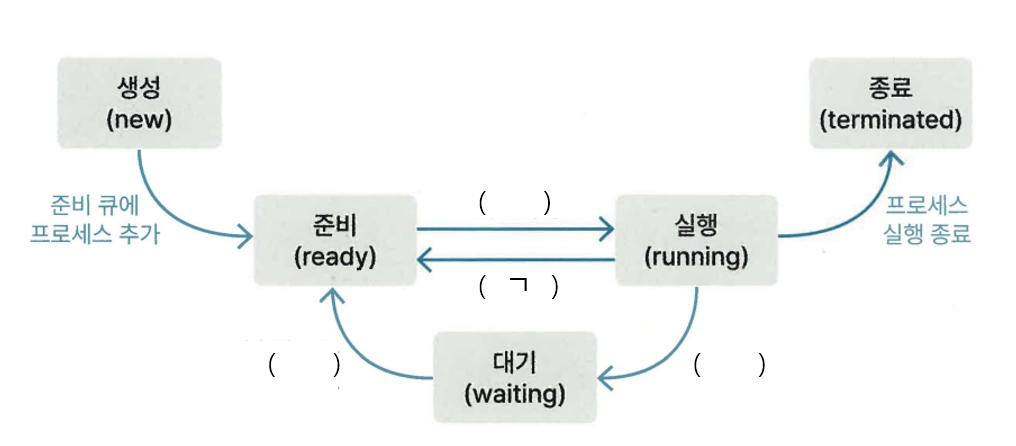 생성
(new)
종료
(terminated)
준비 큐에
프로세스 추가
준비
(ready)
(      )
( ㄱ )
실행
(running)
프로세스
실행 종료
(      )
대기
(waiting)
(      )